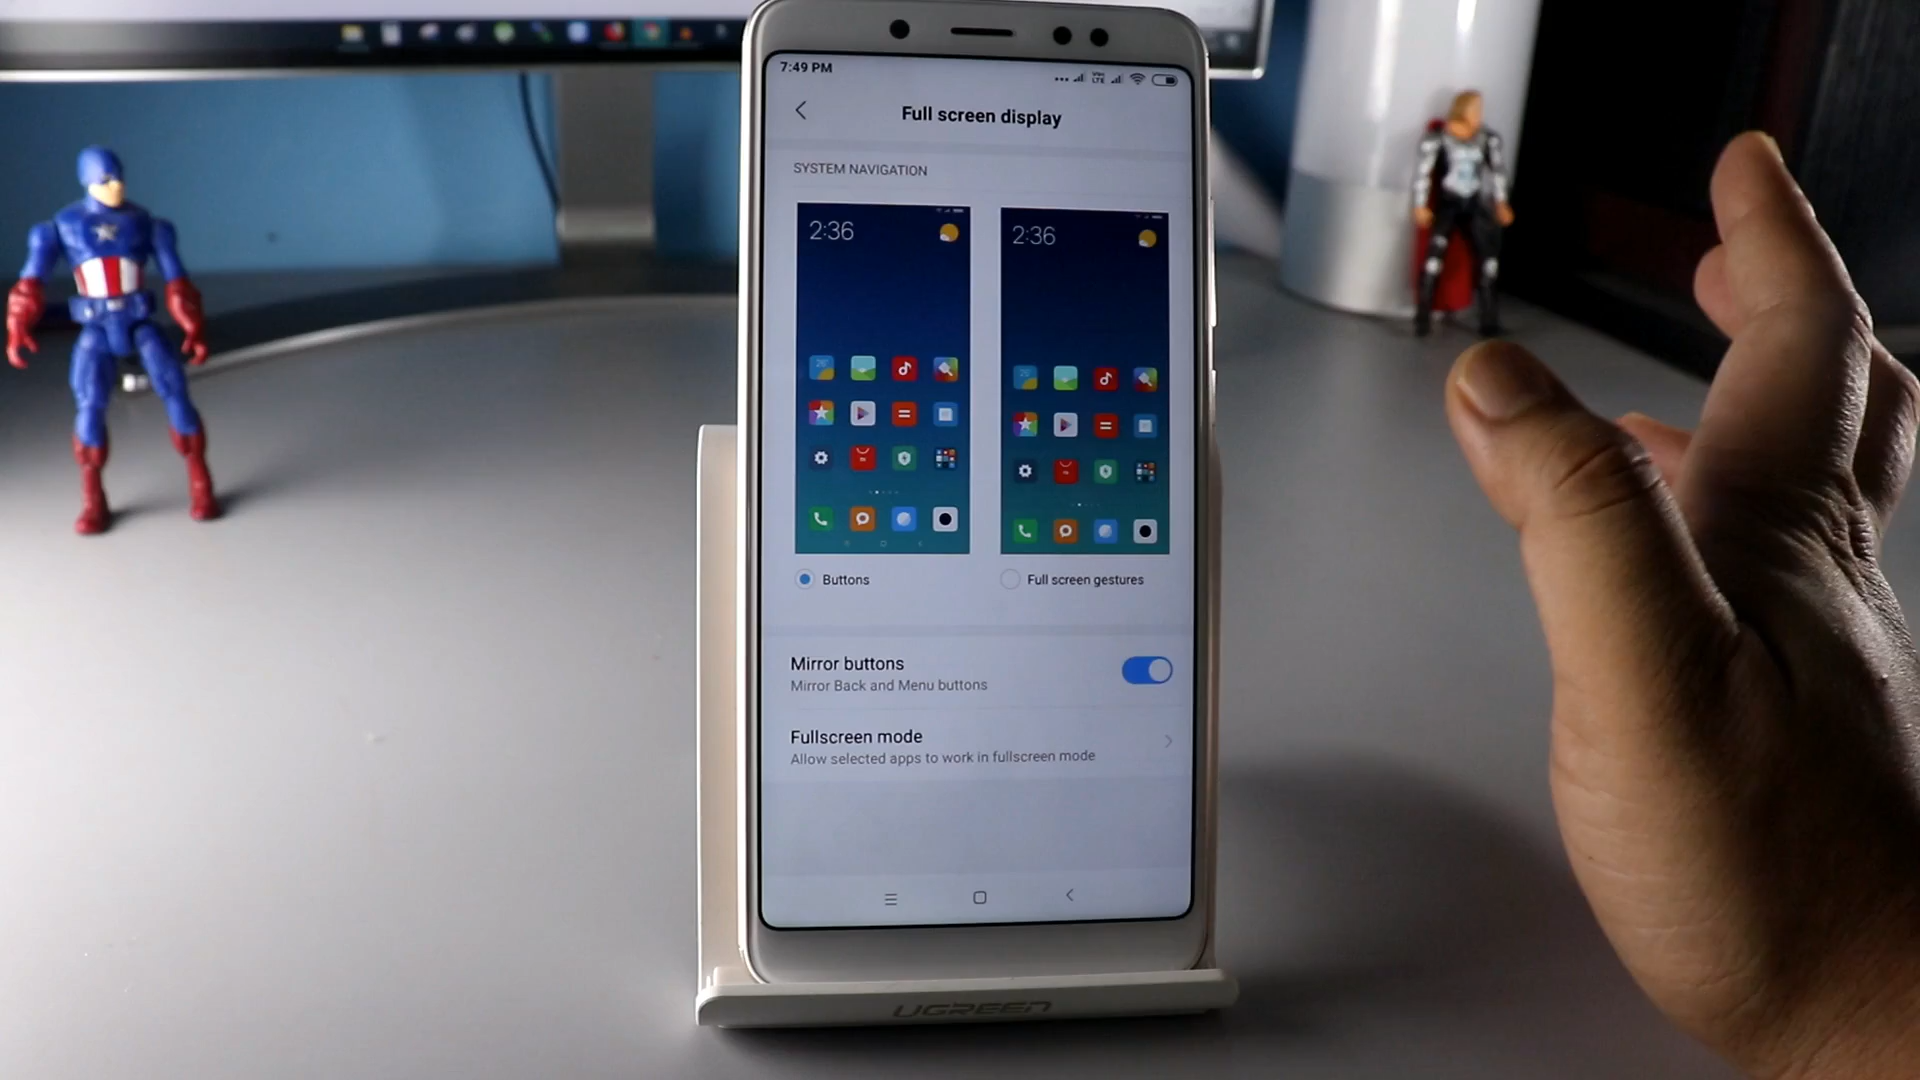 7:49 PM
VoLTE
Full screen display
SYSTEM NAVIGATION
2:36
2:36
Buttons
Full screen gestures
Mirror buttons
Mirror Back and Menu buttons
Fullscreen mode
Allow selected apps to work in fullscreen mode
UGREEN